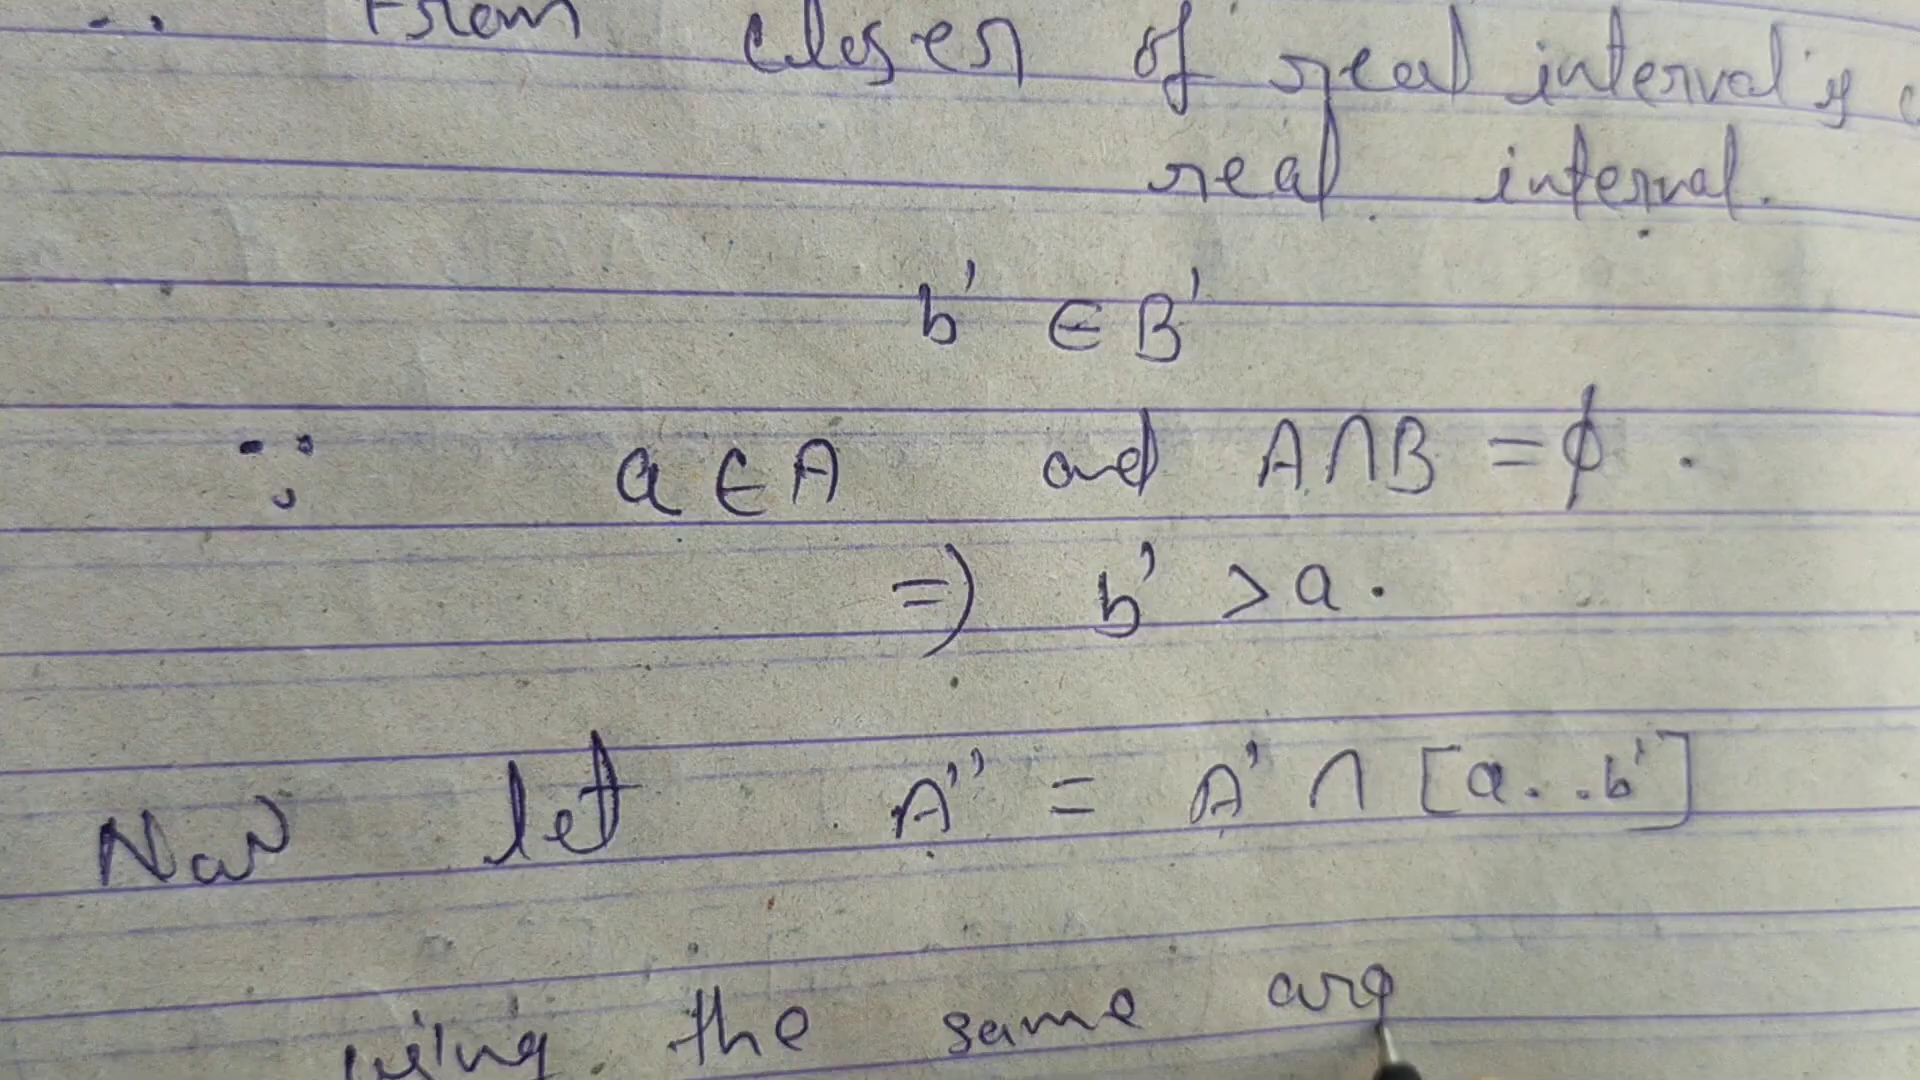 ∴ From closer of real interval is
real interval.
b' ∈ B'
∵ a ∈ A and A∩B = ϕ.
⇒ b' > a.
Now let A'' = A' ∩ [a..b']
using the same arg